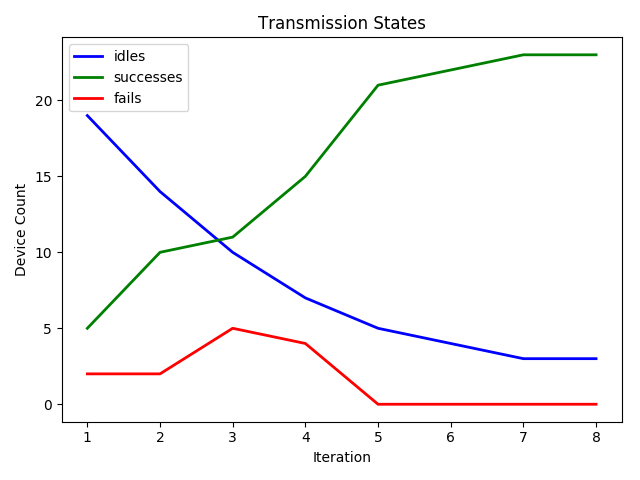 Transmission States
idles
successes
fails
Device Count
20
15
10
5
0
1 2 3 4 5 6 7 8
Iteration